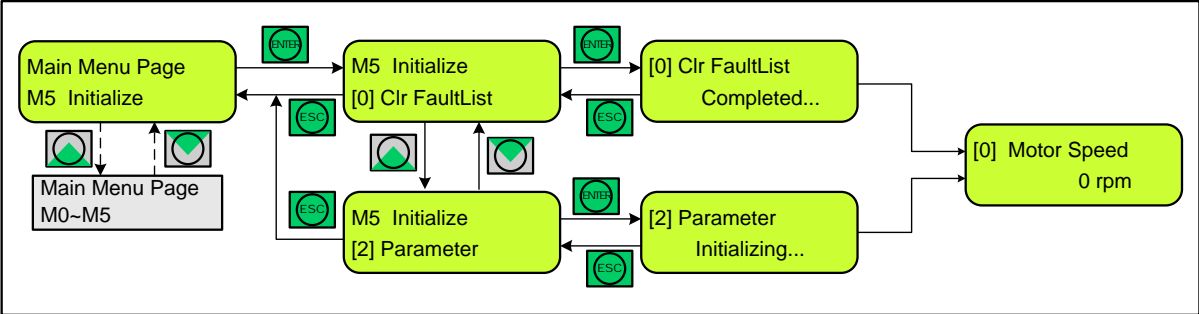 ENTER
ENTER
Main Menu Page
M5 Initialize
M5 Initialize
[0] Clr FaultList
[0] Clr FaultList
Completed...
ESC
ESC
[0] Motor Speed
0 rpm
Main Menu Page
M0~M5
ESC
M5 Initialize
[2] Parameter
ENTER
[2] Parameter
Initializing...
ESC